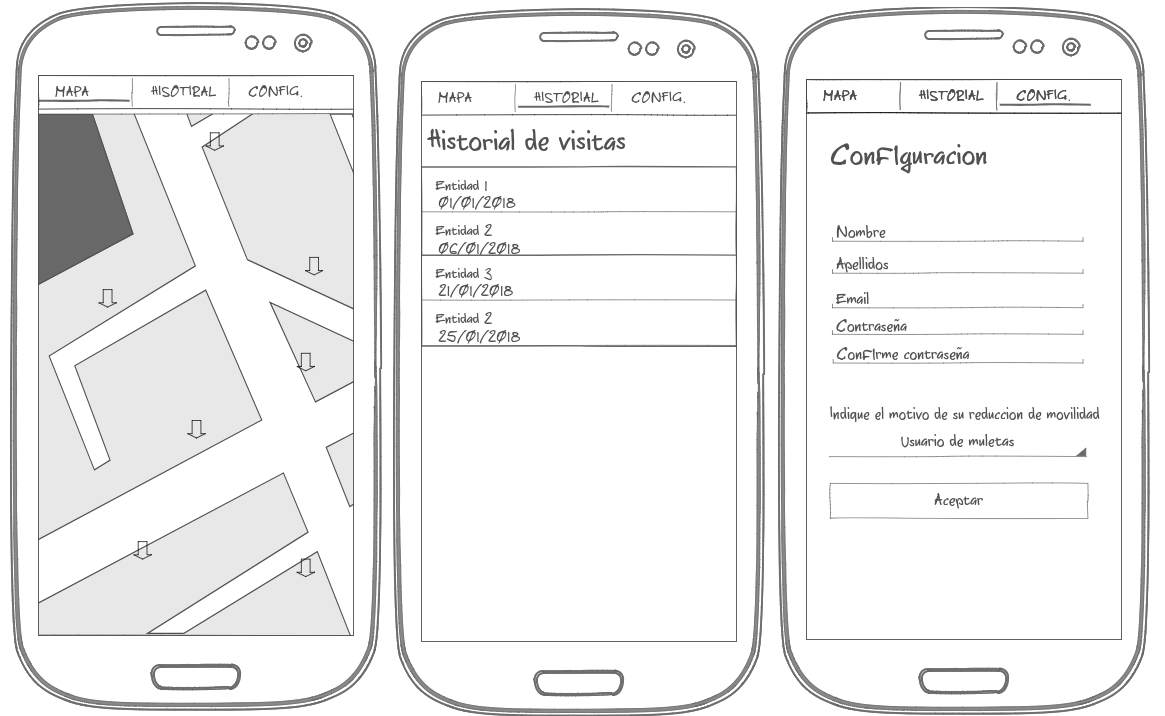 MAPA HISOTIRAL CONFIG.
MAPA HISTORIAL CONFIG.
Historial de visitas
Entidad 1
01/01/2018
Entidad 2
06/01/2018
Entidad 3
21/01/2018
Entidad 2
25/01/2018
MAPA HISTORIAL CONFIG.
ConFIguracion
Nombre
Apellidos
Email
Contraseña
ConFIrme contraseña
Indique el motivo de su reduccion de movilidad
Usuario de muletas
Aceptar